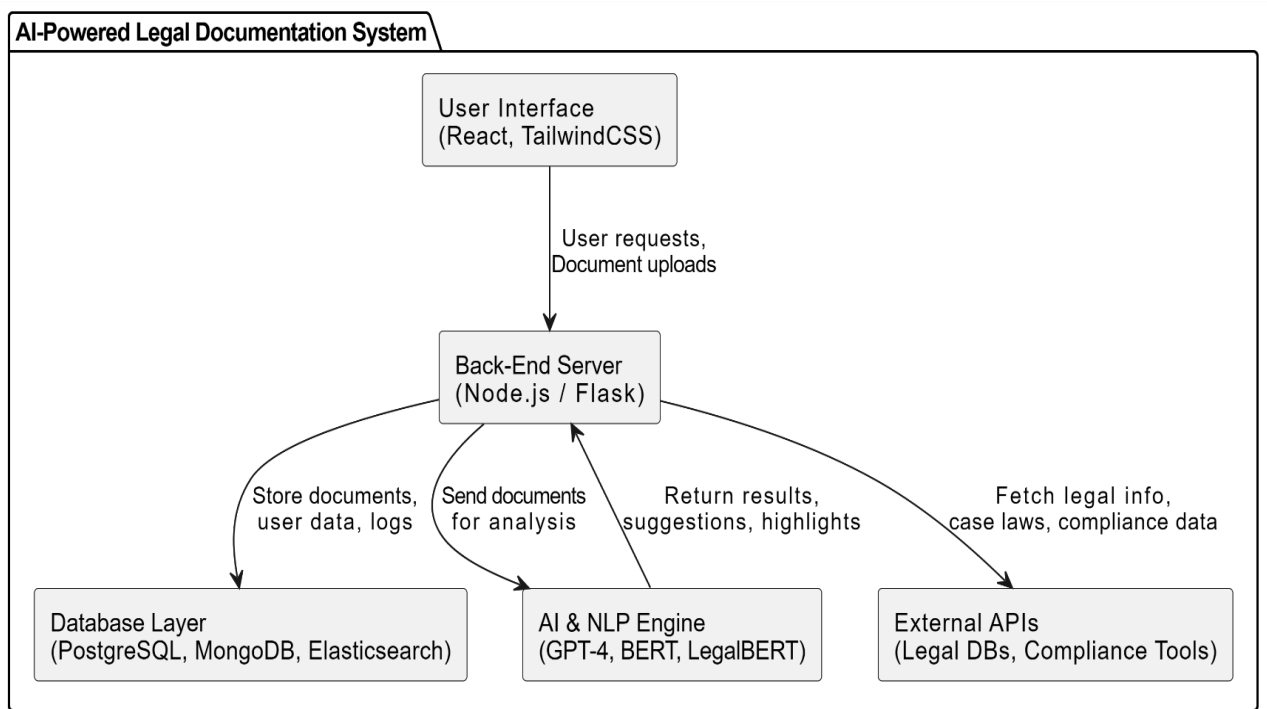 AI-Powered Legal Documentation System
User Interface
(React, TailwindCSS)
User requests,
Document uploads
Back-End Server
(Node.js / Flask)
Store documents,
user data, logs
Send documents
for analysis
Return results,
suggestions, highlights
Fetch legal info,
case laws, compliance data
Database Layer
(PostgreSQL, MongoDB, Elasticsearch)
AI & NLP Engine
(GPT-4, BERT, LegalBERT)
External APIs
(Legal DBs, Compliance Tools)